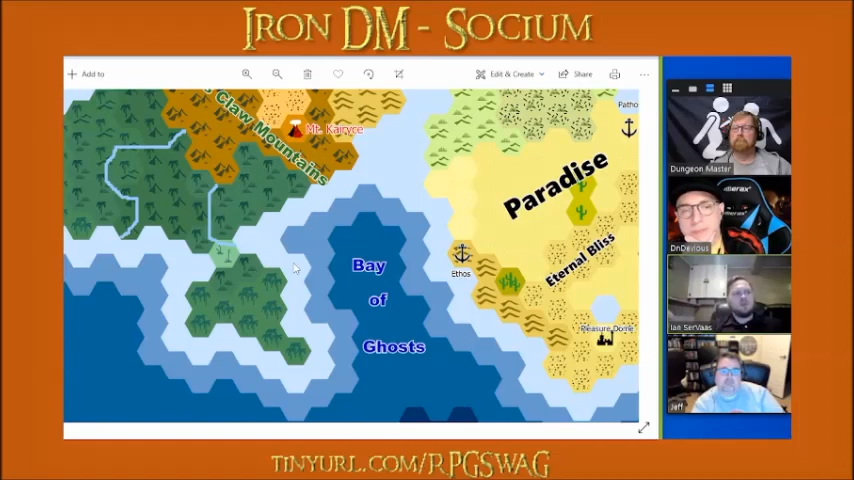 IRON DM - SOCIUM
Add to
Edit & Create
Share
Claw Mountains
Mt. Kairyce
Patho
Paradise
Dungeon Master
DnDevious
Eternal Bliss
Ethos
Bay
of
Ghosts
Pleasure Dome
Ian SerVaas
Jeff
TINYURL.COM/RPGSWAG